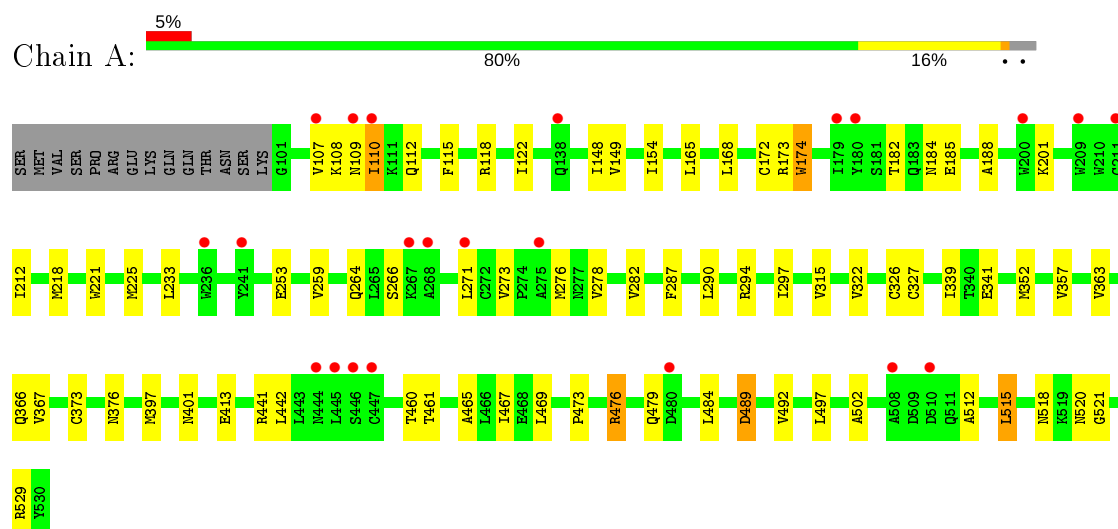 5%
Chain A:
80% 16% • •
SER MET VAL SER PRO ARG GLU LYS GLN GLN THR ASN SER LYS G101 V107 K108 N109 I110 K111 Q112 F115 R118 I122 Q138 I148 V149 I154 L165 L168 C172 R173 W174 I179 Y180 S181 T182 Q183 N184 E185 A188 W200 K201 W209 W210 C211
I212 M218 W221 M225 L233 W236 Y241 E253 V259 Q264 L265 S266 K267 A268 L271 C272 V273 P274 A275 M276 N277 V278 V282 F287 L290 R294 I297 V315 V322 C326 C327 I339 T340 E341 M352 V357 V363
Q366 V367 C373 N376 M397 N401 E413 R441 L442 L443 N444 L445 S446 C447 T460 T461 A465 L466 I467 E468 L469 P473 R476 Q479 D480 L484 D489 V492 L497 A502 A508 D509 D510 Q511 A512 L515 N518 K519 N520 G521
R529 Y530